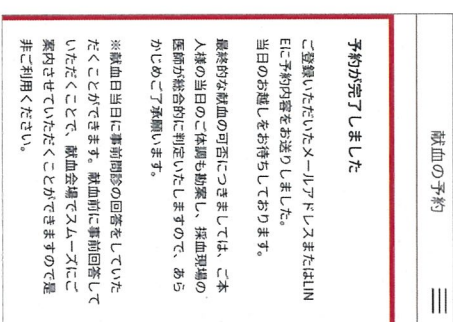 献血の予約
予約が完了しました
ご登録いただいたメールアドレスまたはLIN
Eに予約内容をお送りしました。
当日のお越しをお待ちしております。
最終的な献血の可否につきましては、ご本
人様の当日のご体調も勘案し、採血現場の
医師が総合的に判定いたしますので、あら
かじめご了承願います。
※献血日当日に事前問診の回答をしていた
だくことができます。献血前に事前回答して
いただくことで、献血会場でスムーズにご
案内させていただくことができますので是
非ご利用ください。